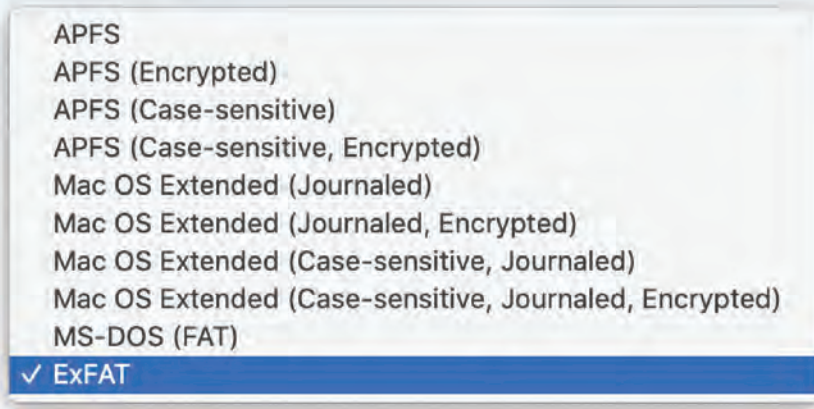 APFS
APFS (Encrypted)
APFS (Case-sensitive)
APFS (Case-sensitive, Encrypted)
Mac OS Extended (Journaled)
Mac OS Extended (Journaled, Encrypted)
Mac OS Extended (Case-sensitive, Journaled)
Mac OS Extended (Case-sensitive, Journaled, Encrypted)
MS-DOS (FAT)
✓ ExFAT